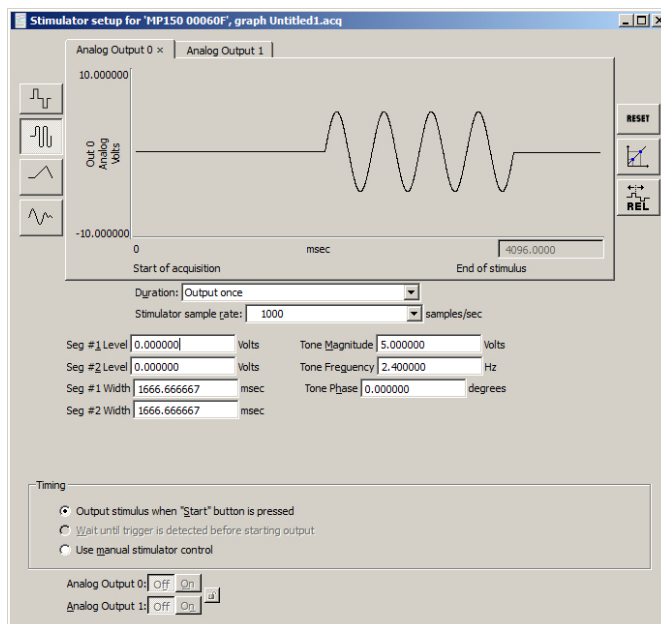 Stimulator setup for 'MP150 00060F', graph Untitled1.acq
Analog Output 0 × Analog Output 1
10.000000
Out 0
Analog
Volts
-10.000000
0 msec 4096.0000
Start of acquisition End of stimulus
RESET
REL
Duration: Output once
Stimulator sample rate: 1000 samples/sec
Seg #1 Level 0.000000 Volts Tone Magnitude 5.000000 Volts
Seg #2 Level 0.000000 Volts Tone Frequency 2.400000 Hz
Seg #1 Width 1666.666667 msec Tone Phase 0.000000 degrees
Seg #2 Width 1666.666667 msec
Timing
Output stimulus when "Start" button is pressed
Wait until trigger is detected before starting output
Use manual stimulator control
Analog Output 0: Off On
Analog Output 1: Off On